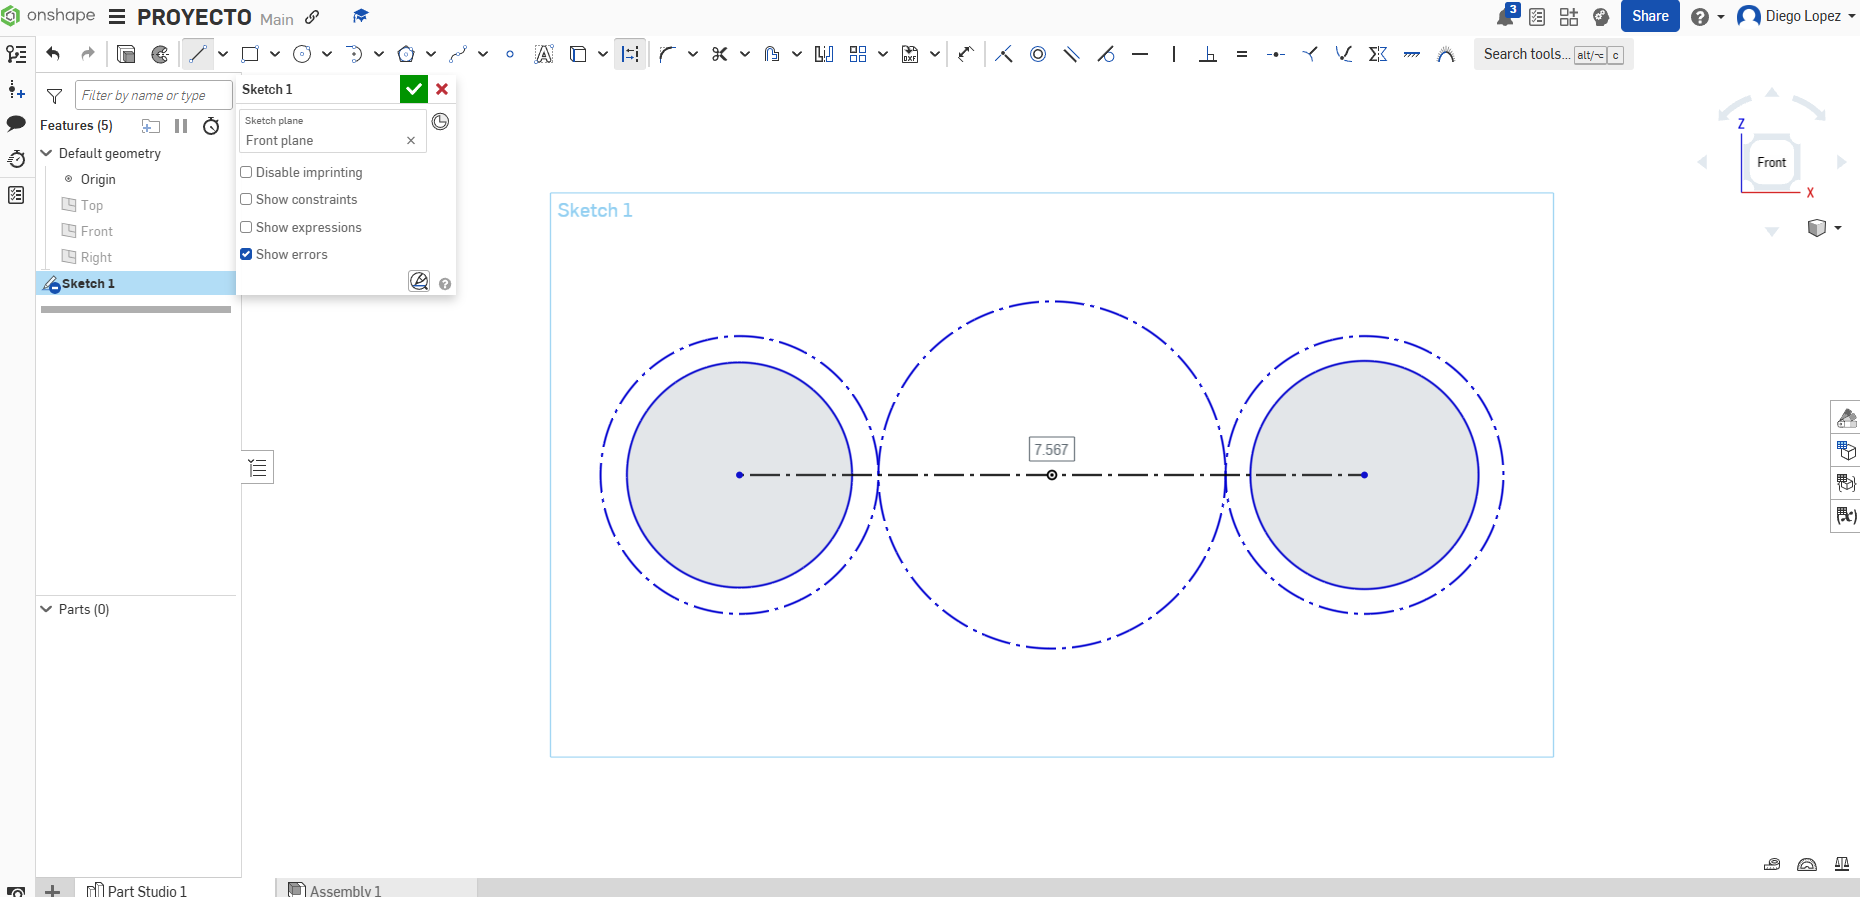 onshape PROYECTO Main 3 Share Diego Lopez
Search tools... alt/⌥ c
DXF
Filter by name or type
Features (5)
Default geometry
Origin
Top
Front
Right
Sketch 1
Sketch 1
Sketch plane
Front plane
Disable imprinting
Show constraints
Show expressions
Show errors
Sketch 1
7.567
Z
Front
X
Parts (0)
Part Studio 1
Assembly 1